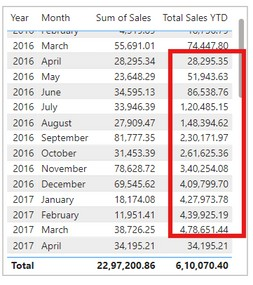 Year Month Sum of Sales Total Sales YTD
2016 March 55,691.01 74,447.80
2016 April 28,295.34 28,295.35
2016 May 23,648.29 51,943.63
2016 June 34,595.13 86,538.76
2016 July 33,946.39 1,20,485.15
2016 August 27,909.47 1,48,394.62
2016 September 81,777.35 2,30,171.97
2016 October 31,453.39 2,61,625.36
2016 November 78,628.72 3,40,254.08
2016 December 69,545.62 4,09,799.70
2017 January 18,174.08 4,27,973.78
2017 February 11,951.41 4,39,925.19
2017 March 38,726.25 4,78,651.44
2017 April 34,195.21 34,195.21
Total 22,97,200.86 6,10,070.40